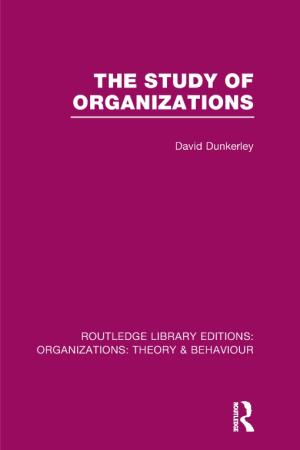 THE STUDY OF
ORGANIZATIONS
David Dunkerley
ROUTLEDGE LIBRARY EDITIONS:
ORGANIZATIONS: THEORY & BEHAVIOUR
ROUTLEDGE